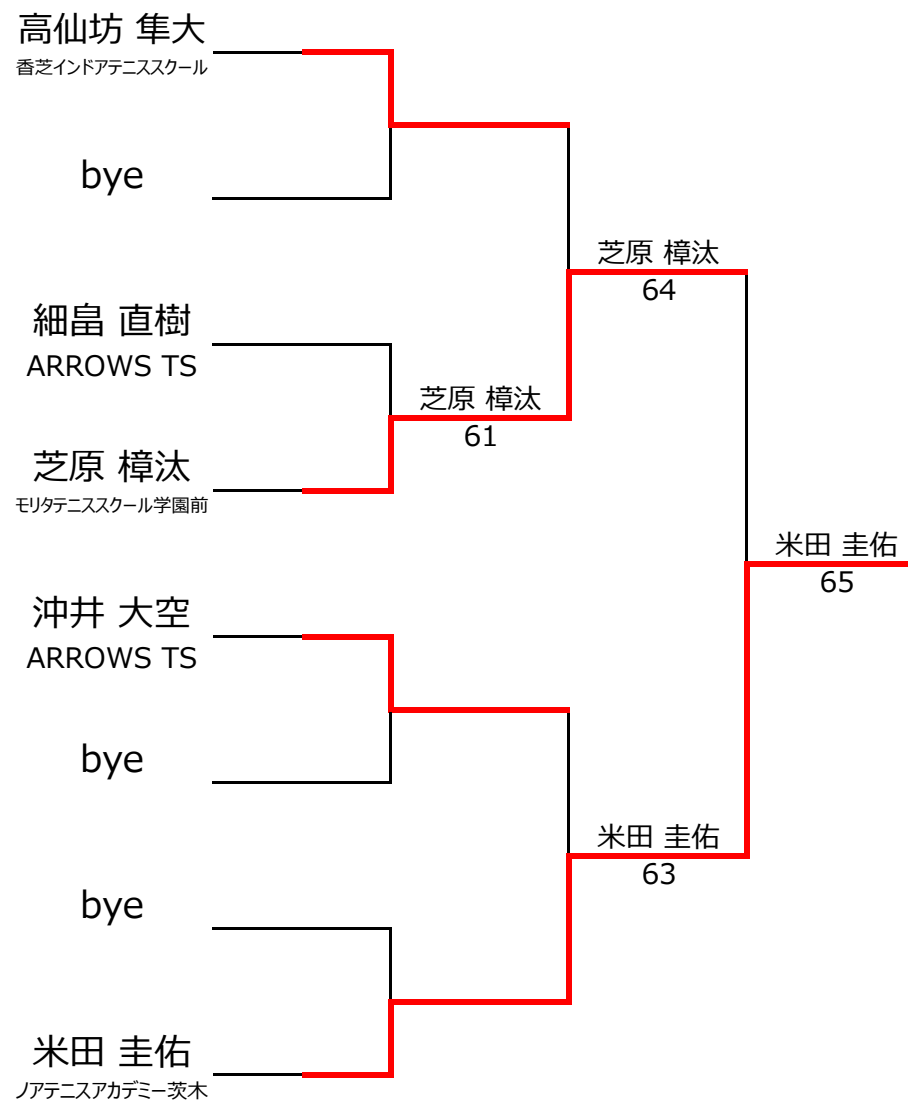 高仙坊 隼大
香芝インドアテニススクール
bye
細畠 直樹
ARROWS TS
芝原 樟汰
モリタテニススクール学園前
沖井 大空
ARROWS TS
bye
bye
米田 圭佑
ノアテニスアカデミー茨木
芝原 樟汰
61
芝原 樟汰
64
米田 圭佑
63
米田 圭佑
65